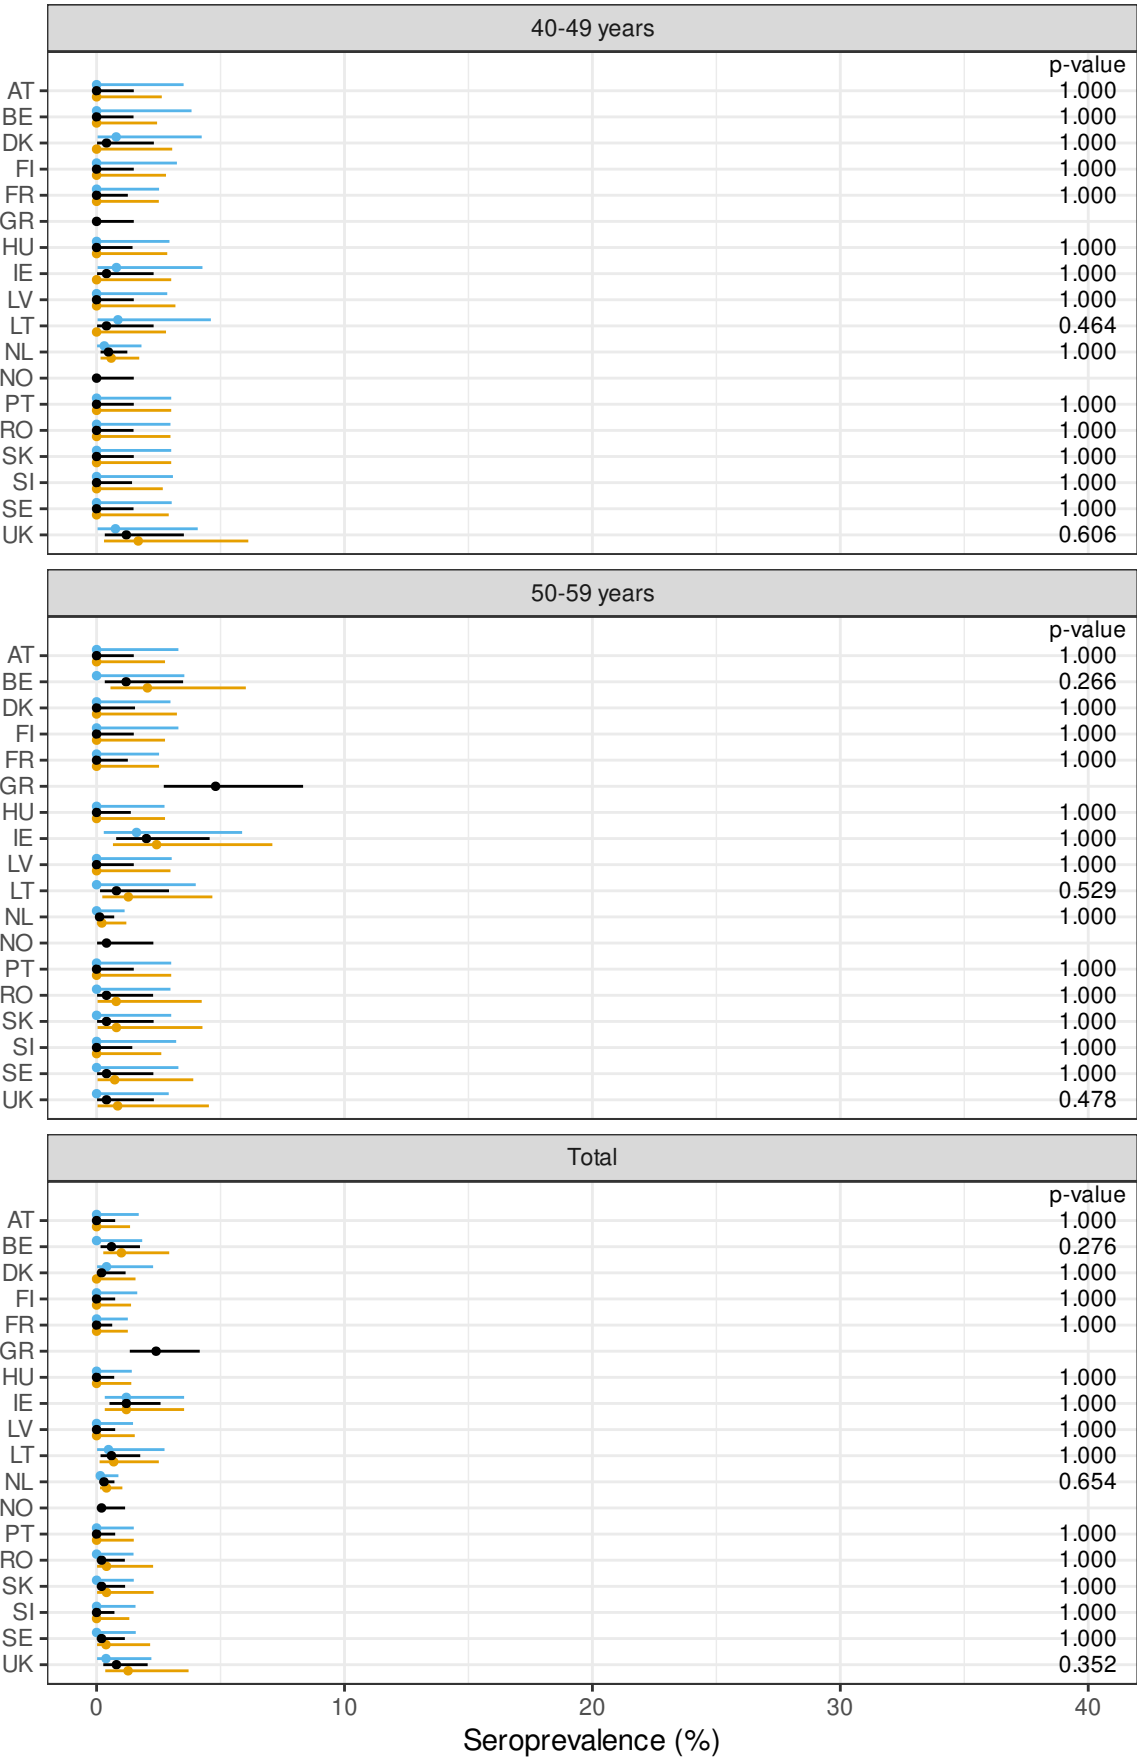 40-49 years
p-value
AT 1.000
BE 1.000
DK 1.000
FI 1.000
FR 1.000
GR
HU 1.000
IE 1.000
LV 1.000
LT 0.464
NL 1.000
NO
PT 1.000
RO 1.000
SK 1.000
SI 1.000
SE 1.000
UK 0.606
50-59 years
p-value
AT 1.000
BE 0.266
DK 1.000
FI 1.000
FR 1.000
GR
HU 1.000
IE 1.000
LV 1.000
LT 0.529
NL 1.000
NO
PT 1.000
RO 1.000
SK 1.000
SI 1.000
SE 1.000
UK 0.478
Total
p-value
AT 1.000
BE 0.276
DK 1.000
FI 1.000
FR 1.000
GR
HU 1.000
IE 1.000
LV 1.000
LT 1.000
NL 0.654
NO
PT 1.000
RO 1.000
SK 1.000
SI 1.000
SE 1.000
UK 0.352
0 10 20 30 40
Seroprevalence (%)